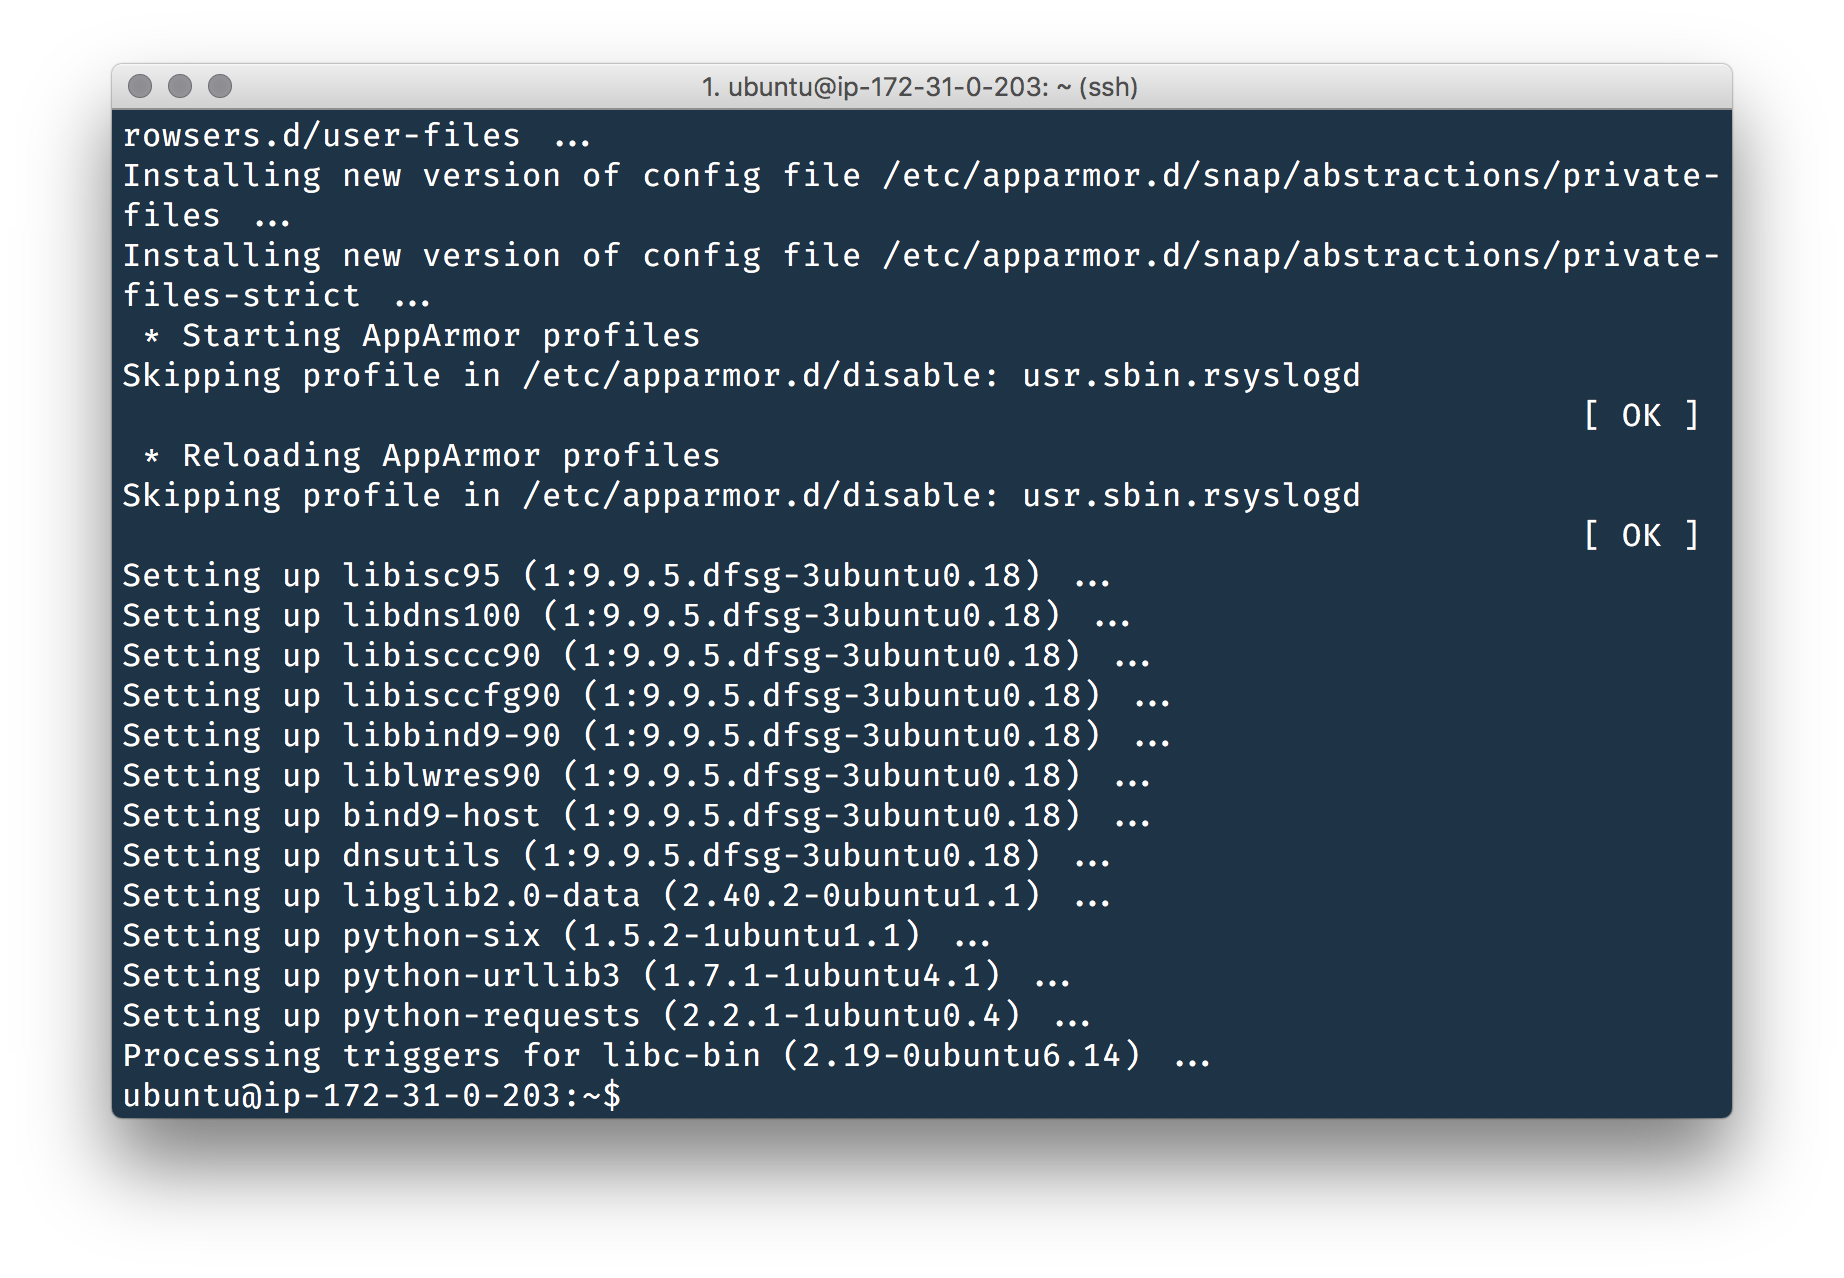 1. ubuntu@ip-172-31-0-203: ~ (ssh)
rowsers.d/user-files ...
Installing new version of config file /etc/apparmor.d/snap/abstractions/private-
files ...
Installing new version of config file /etc/apparmor.d/snap/abstractions/private-
files-strict ...
 * Starting AppArmor profiles
Skipping profile in /etc/apparmor.d/disable: usr.sbin.rsyslogd
[ OK ]
 * Reloading AppArmor profiles
Skipping profile in /etc/apparmor.d/disable: usr.sbin.rsyslogd
[ OK ]
Setting up libisc95 (1:9.9.5.dfsg-3ubuntu0.18) ...
Setting up libdns100 (1:9.9.5.dfsg-3ubuntu0.18) ...
Setting up libisccc90 (1:9.9.5.dfsg-3ubuntu0.18) ...
Setting up libisccfg90 (1:9.9.5.dfsg-3ubuntu0.18) ...
Setting up libbind9-90 (1:9.9.5.dfsg-3ubuntu0.18) ...
Setting up liblwres90 (1:9.9.5.dfsg-3ubuntu0.18) ...
Setting up bind9-host (1:9.9.5.dfsg-3ubuntu0.18) ...
Setting up dnsutils (1:9.9.5.dfsg-3ubuntu0.18) ...
Setting up libglib2.0-data (2.40.2-0ubuntu1.1) ...
Setting up python-six (1.5.2-1ubuntu1.1) ...
Setting up python-urllib3 (1.7.1-1ubuntu4.1) ...
Setting up python-requests (2.2.1-1ubuntu0.4) ...
Processing triggers for libc-bin (2.19-0ubuntu6.14) ...
ubuntu@ip-172-31-0-203:~$